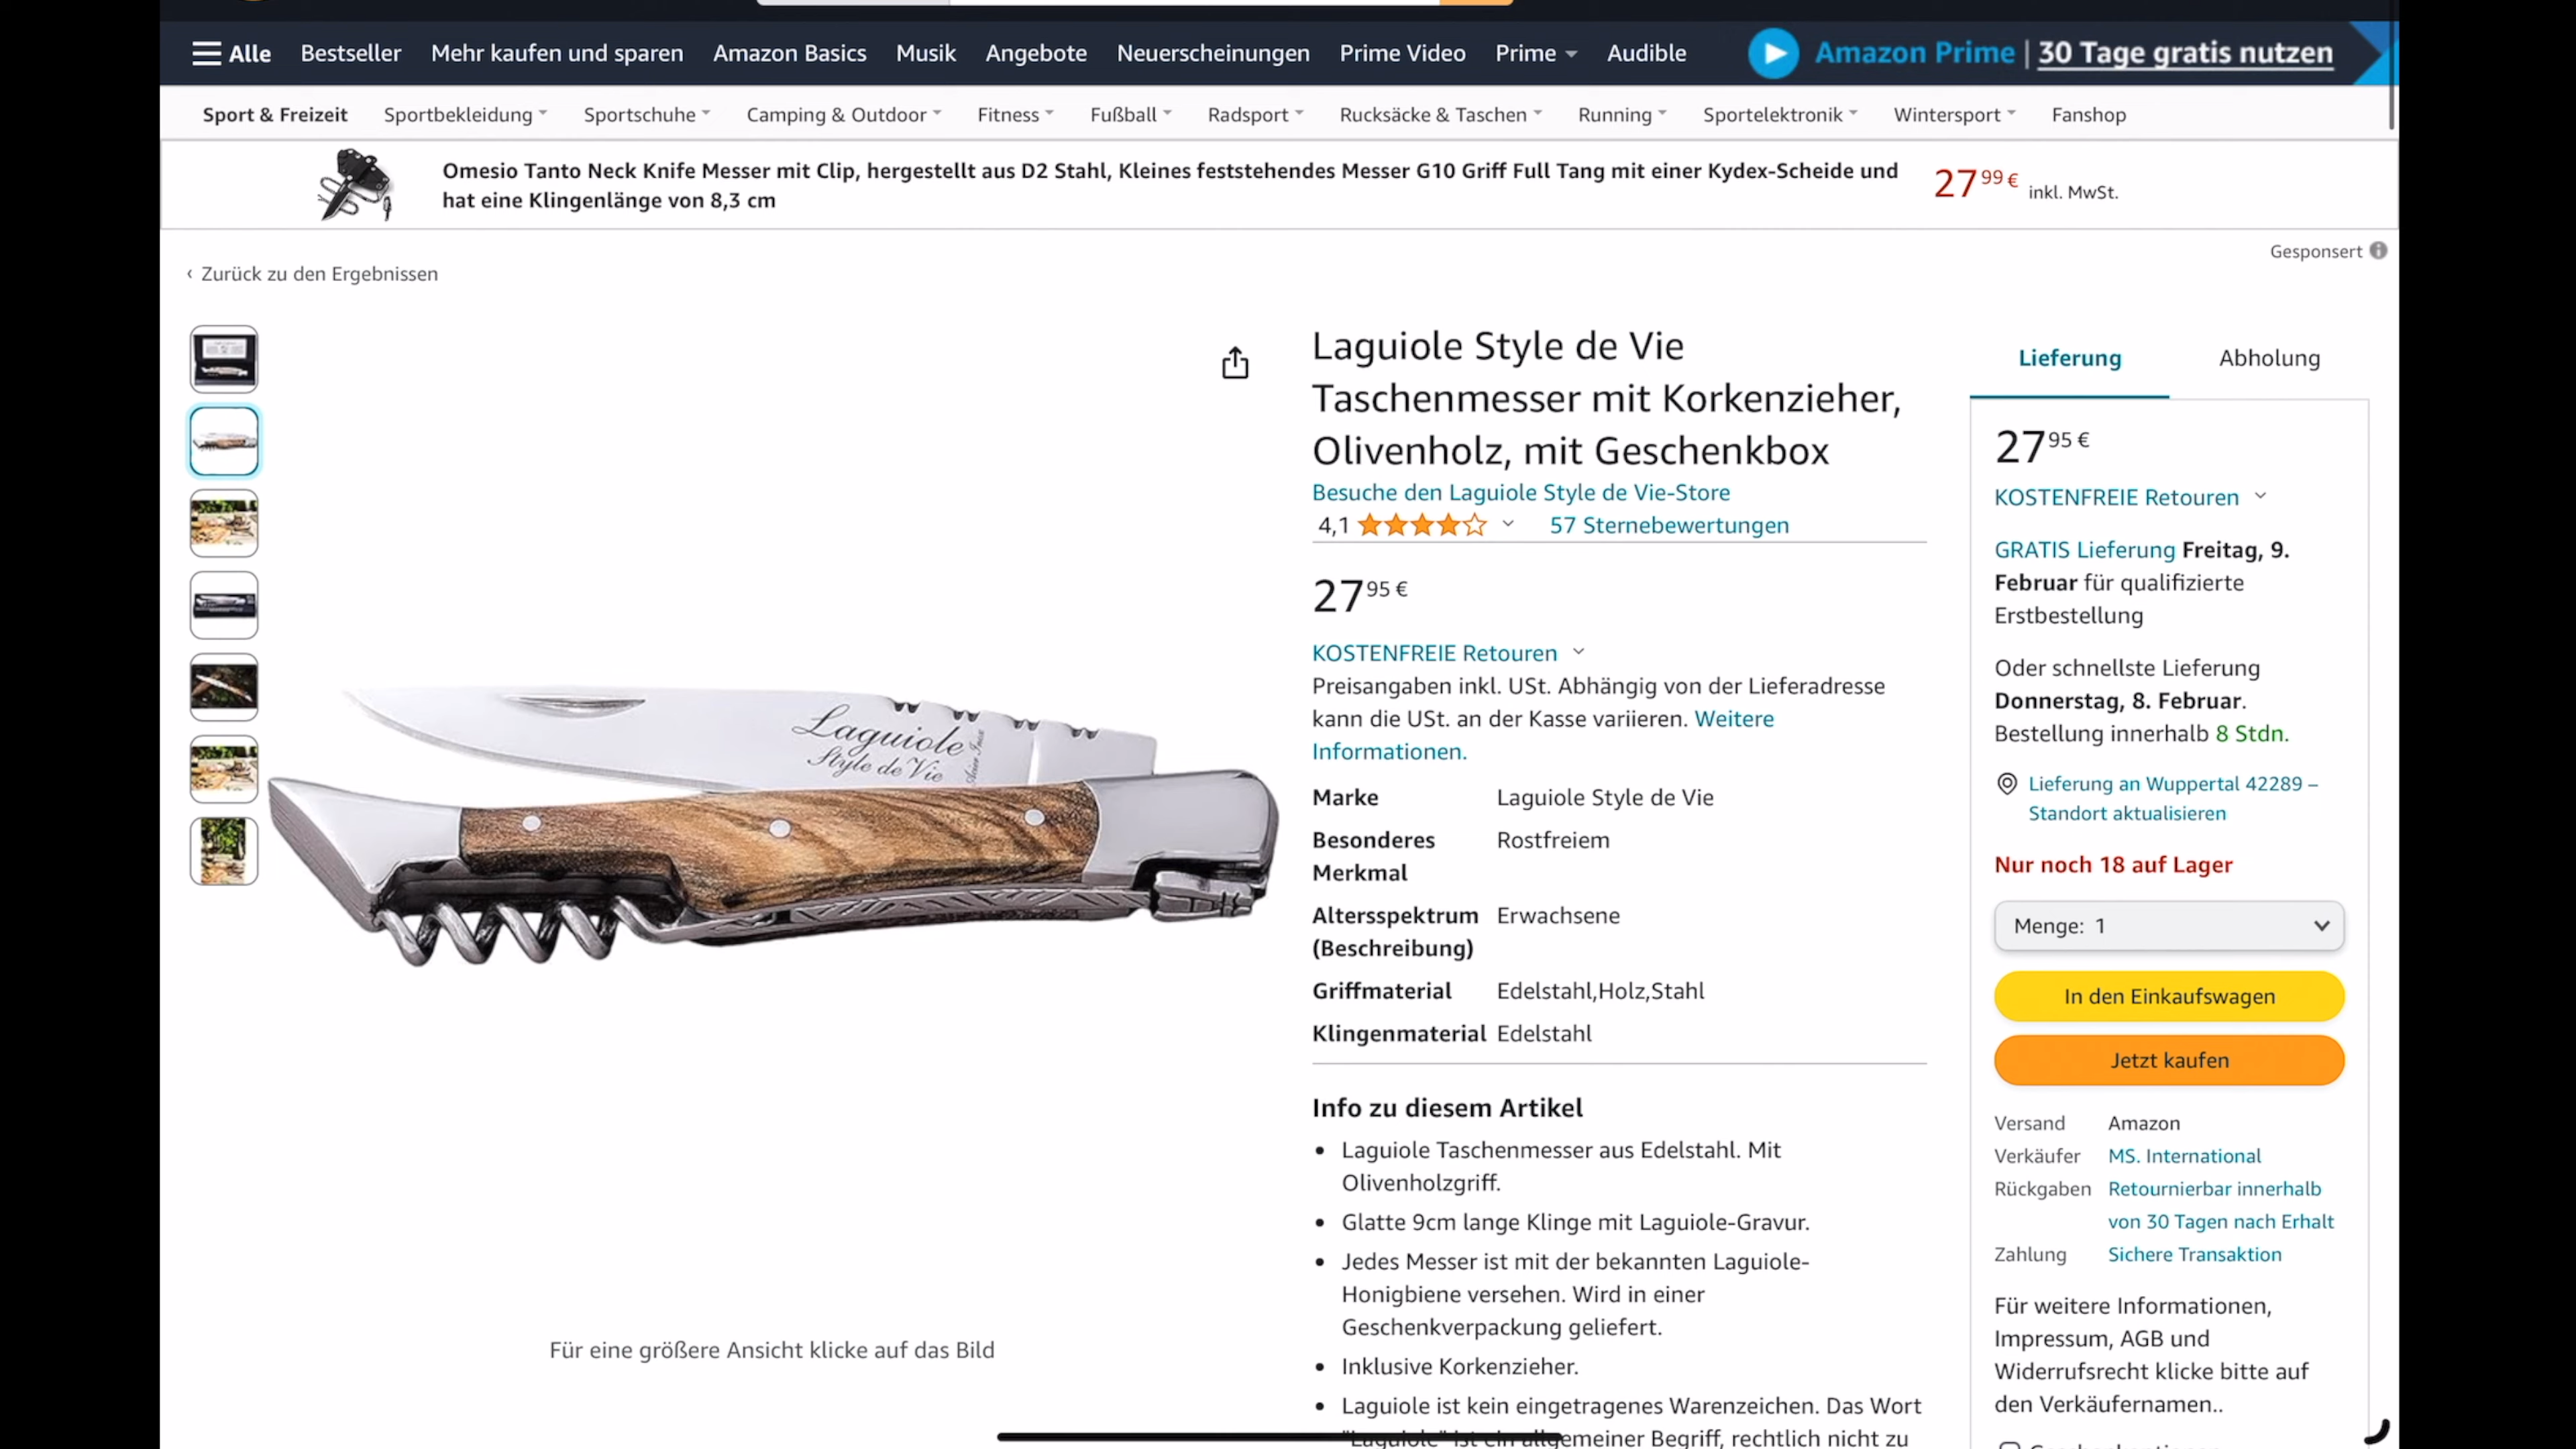 Alle Bestseller Mehr kaufen und sparen Amazon Basics Musik Angebote Neuerscheinungen Prime Video Prime Audible Amazon Prime | 30 Tage gratis nutzen
Sport & Freizeit Sportbekleidung Sportschuhe Camping & Outdoor Fitness Fußball Radsport Rucksäcke & Taschen Running Sportelektronik Wintersport Fanshop
Omesio Tanto Neck Knife Messer mit Clip, hergestellt aus D2 Stahl, Kleines feststehendes Messer G10 Griff Full Tang mit einer Kydex-Scheide und
hat eine Klingenlänge von 8,3 cm
27 99 € inkl. MwSt.
Gesponsert
‹ Zurück zu den Ergebnissen
Laguiole
Style de Vie
Acier Inox
Für eine größere Ansicht klicke auf das Bild
Laguiole Style de Vie
Taschenmesser mit Korkenzieher,
Olivenholz, mit Geschenkbox
Besuche den Laguiole Style de Vie-Store
4,1 57 Sternebewertungen
27 95 €
KOSTENFREIE Retouren
Preisangaben inkl. USt. Abhängig von der Lieferadresse
kann die USt. an der Kasse variieren. Weitere
Informationen.
Marke Laguiole Style de Vie
Besonderes Rostfreiem
Merkmal
Altersspektrum Erwachsene
(Beschreibung)
Griffmaterial Edelstahl,Holz,Stahl
Klingenmaterial Edelstahl
Info zu diesem Artikel
• Laguiole Taschenmesser aus Edelstahl. Mit
Olivenholzgriff.
• Glatte 9cm lange Klinge mit Laguiole-Gravur.
• Jedes Messer ist mit der bekannten Laguiole-
Honigbiene versehen. Wird in einer
Geschenkverpackung geliefert.
• Inklusive Korkenzieher.
• Laguiole ist kein eingetragenes Warenzeichen. Das Wort
"Laguiole" ist ein allgemeiner Begriff, rechtlich nicht zu
Lieferung Abholung
27 95 €
KOSTENFREIE Retouren
GRATIS Lieferung Freitag, 9.
Februar für qualifizierte
Erstbestellung
Oder schnellste Lieferung
Donnerstag, 8. Februar.
Bestellung innerhalb 8 Stdn.
Lieferung an Wuppertal 42289 –
Standort aktualisieren
Nur noch 18 auf Lager
Menge: 1
In den Einkaufswagen
Jetzt kaufen
Versand Amazon
Verkäufer MS. International
Rückgaben Retournierbar innerhalb
von 30 Tagen nach Erhalt
Zahlung Sichere Transaktion
Für weitere Informationen,
Impressum, AGB und
Widerrufsrecht klicke bitte auf
den Verkäufernamen..